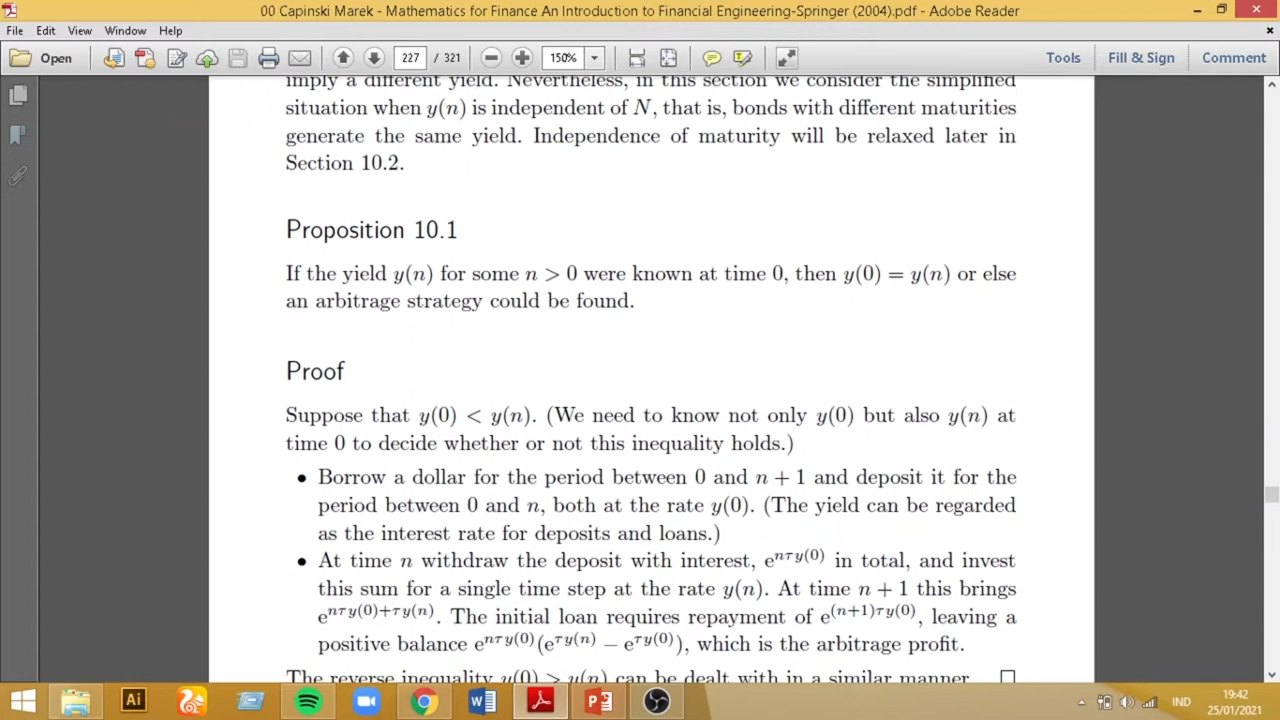 00 Capinski Marek - Mathematics for Finance An Introduction to Financial Engineering-Springer (2004).pdf - Adobe Reader
File Edit View Window Help
Open 227 / 321 150% Tools Fill & Sign Comment
imply a different yield. Nevertheless, in this section we consider the simplified
situation when y(n) is independent of N, that is, bonds with different maturities
generate the same yield. Independence of maturity will be relaxed later in
Section 10.2.
Proposition 10.1
If the yield y(n) for some n > 0 were known at time 0, then y(0) = y(n) or else
an arbitrage strategy could be found.
Proof
Suppose that y(0) < y(n). (We need to know not only y(0) but also y(n) at
time 0 to decide whether or not this inequality holds.)
• Borrow a dollar for the period between 0 and n + 1 and deposit it for the
period between 0 and n, both at the rate y(0). (The yield can be regarded
as the interest rate for deposits and loans.)
• At time n withdraw the deposit with interest, e^{nτy(0)} in total, and invest
this sum for a single time step at the rate y(n). At time n + 1 this brings
e^{nτy(0)+τy(n)}. The initial loan requires repayment of e^{(n+1)τy(0)}, leaving a
positive balance e^{nτy(0)}(e^{τy(n)} − e^{τy(0)}), which is the arbitrage profit.
The reverse inequality y(0) > y(n) can be dealt with in a similar manner. □
Ai IND 19:42
25/01/2021